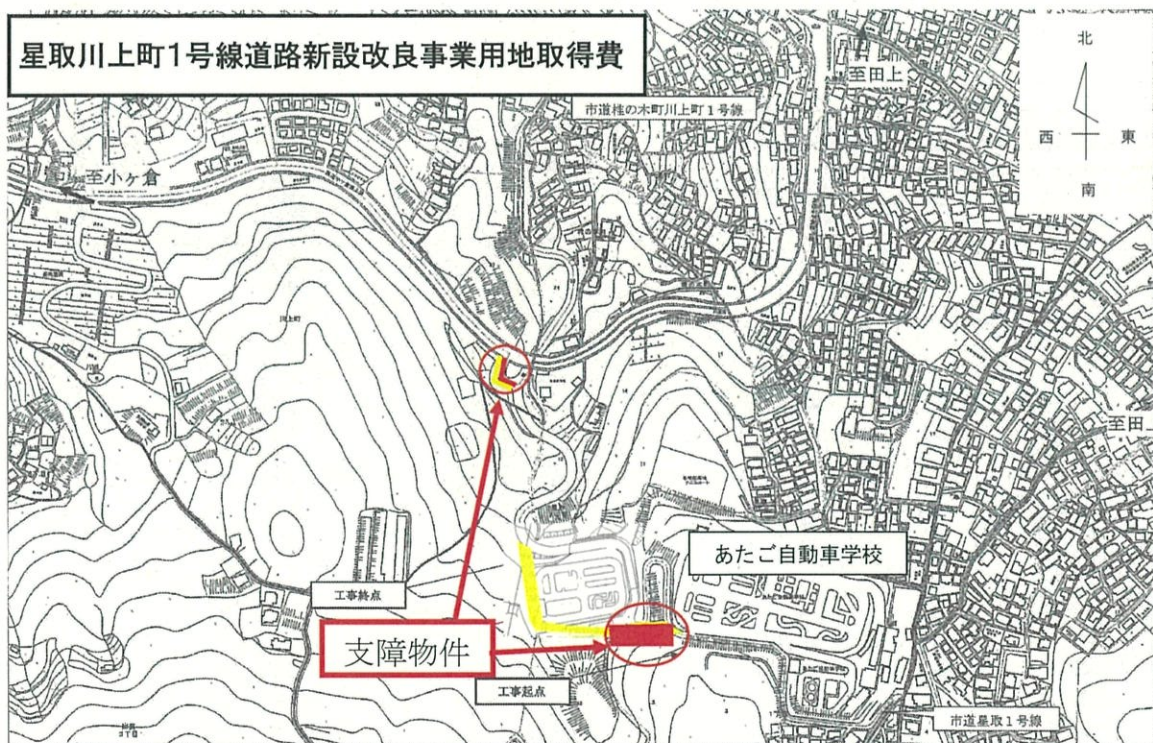 星取川上町1号線道路新設改良事業用地取得費
北
西
東
南
至田上
市道桂の木町川上町1号線
至小ヶ倉
川上町
至田
あたご自動車学校
工事終点
支障物件
工事起点
市道星取1号線